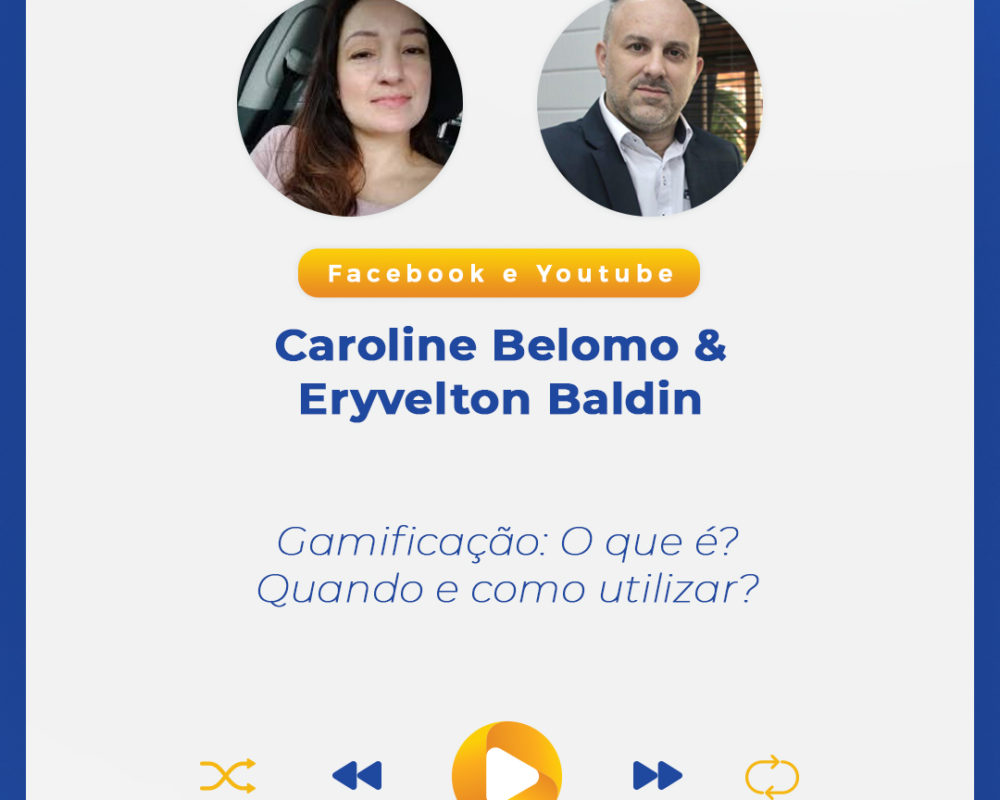 Facebook e Youtube
Caroline Belomo &
Eryvelton Baldin
Gamificação: O que é?
Quando e como utilizar?